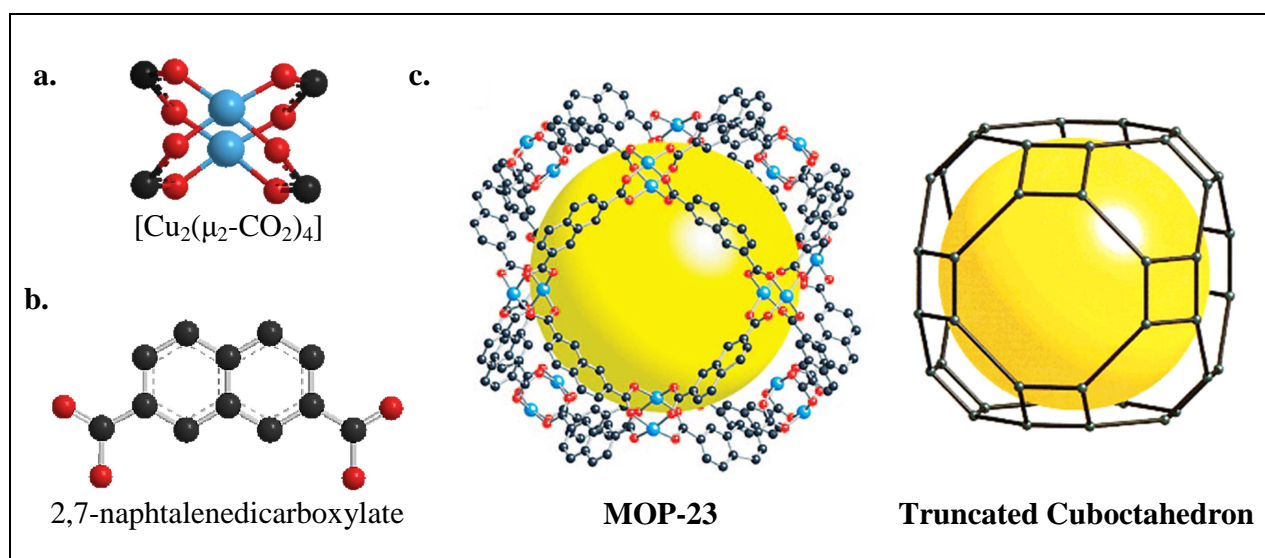 a.
[Cu₂(μ₂-CO₂)₄]
b.
2,7-naphtalenedicarboxylate
c.
MOP-23
Truncated Cuboctahedron